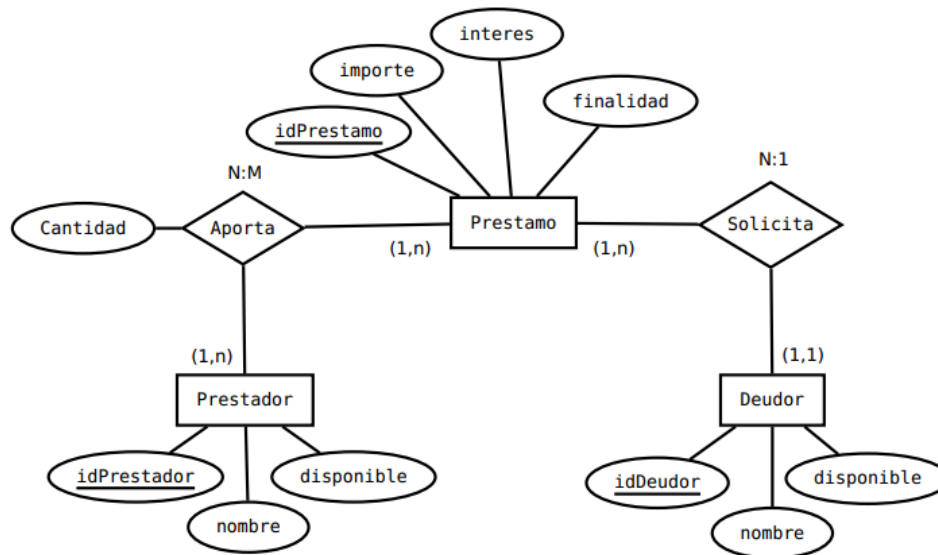 interes
importe
finalidad
idPrestamo
N:M
N:1
Cantidad
Aporta
Prestamo
Solicita
(1,n)
(1,n)
(1,n)
(1,1)
Prestador
Deudor
idPrestador
disponible
idDeudor
disponible
nombre
nombre